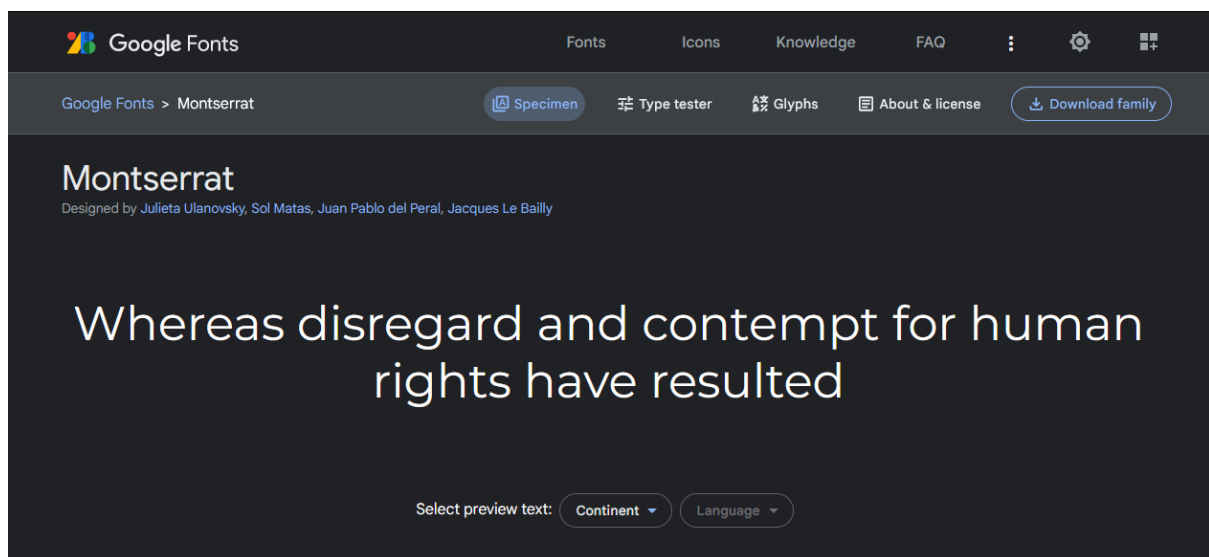 Google Fonts Fonts Icons Knowledge FAQ
Google Fonts > Montserrat Specimen Type tester Glyphs About & license Download family
Montserrat
Designed by Julieta Ulanovsky, Sol Matas, Juan Pablo del Peral, Jacques Le Bailly
Whereas disregard and contempt for human
rights have resulted
Select preview text: Continent Language